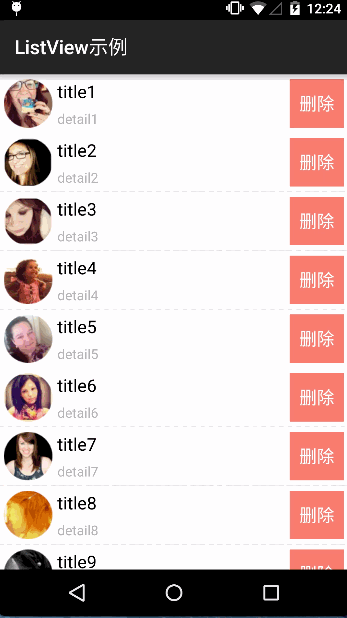 12:24
ListView示例
title1
detail1
删除
title2
detail2
删除
title3
detail3
删除
title4
detail4
删除
title5
detail5
删除
title6
detail6
删除
title7
detail7
删除
title8
detail8
删除
title9
删除